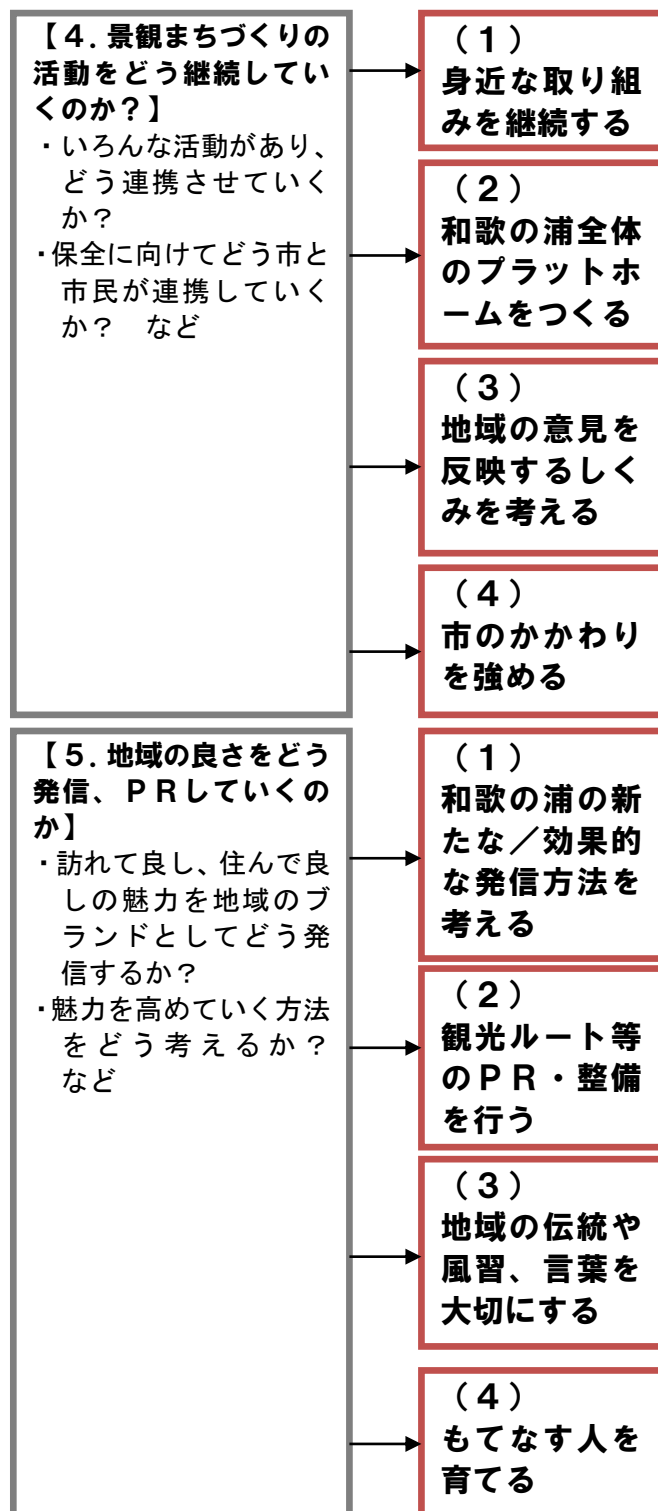 【４.景観まちづくりの
活動をどう継続してい
くのか？】
・いろんな活動があり、
どう連携させていく
か？
・保全に向けてどう市と
市民が連携していく
か？　など
（１）
身近な取り組
みを継続する
（２）
和歌の浦全体
のプラットホ
ームをつくる
（３）
地域の意見を
反映するしく
みを考える
（４）
市のかかわり
を強める
【５.地域の良さをどう
発信、ＰＲしていくの
か】
・訪れて良し、住んで良
しの魅力を地域のブ
ランドとしてどう発
信するか？
・魅力を高めていく方法
をどう考えるか？
など
（１）
和歌の浦の新
たな／効果的
な発信方法を
考える
（２）
観光ルート等
のＰＲ・整備
を行う
（３）
地域の伝統や
風習、言葉を
大切にする
（４）
もてなす人を
育てる